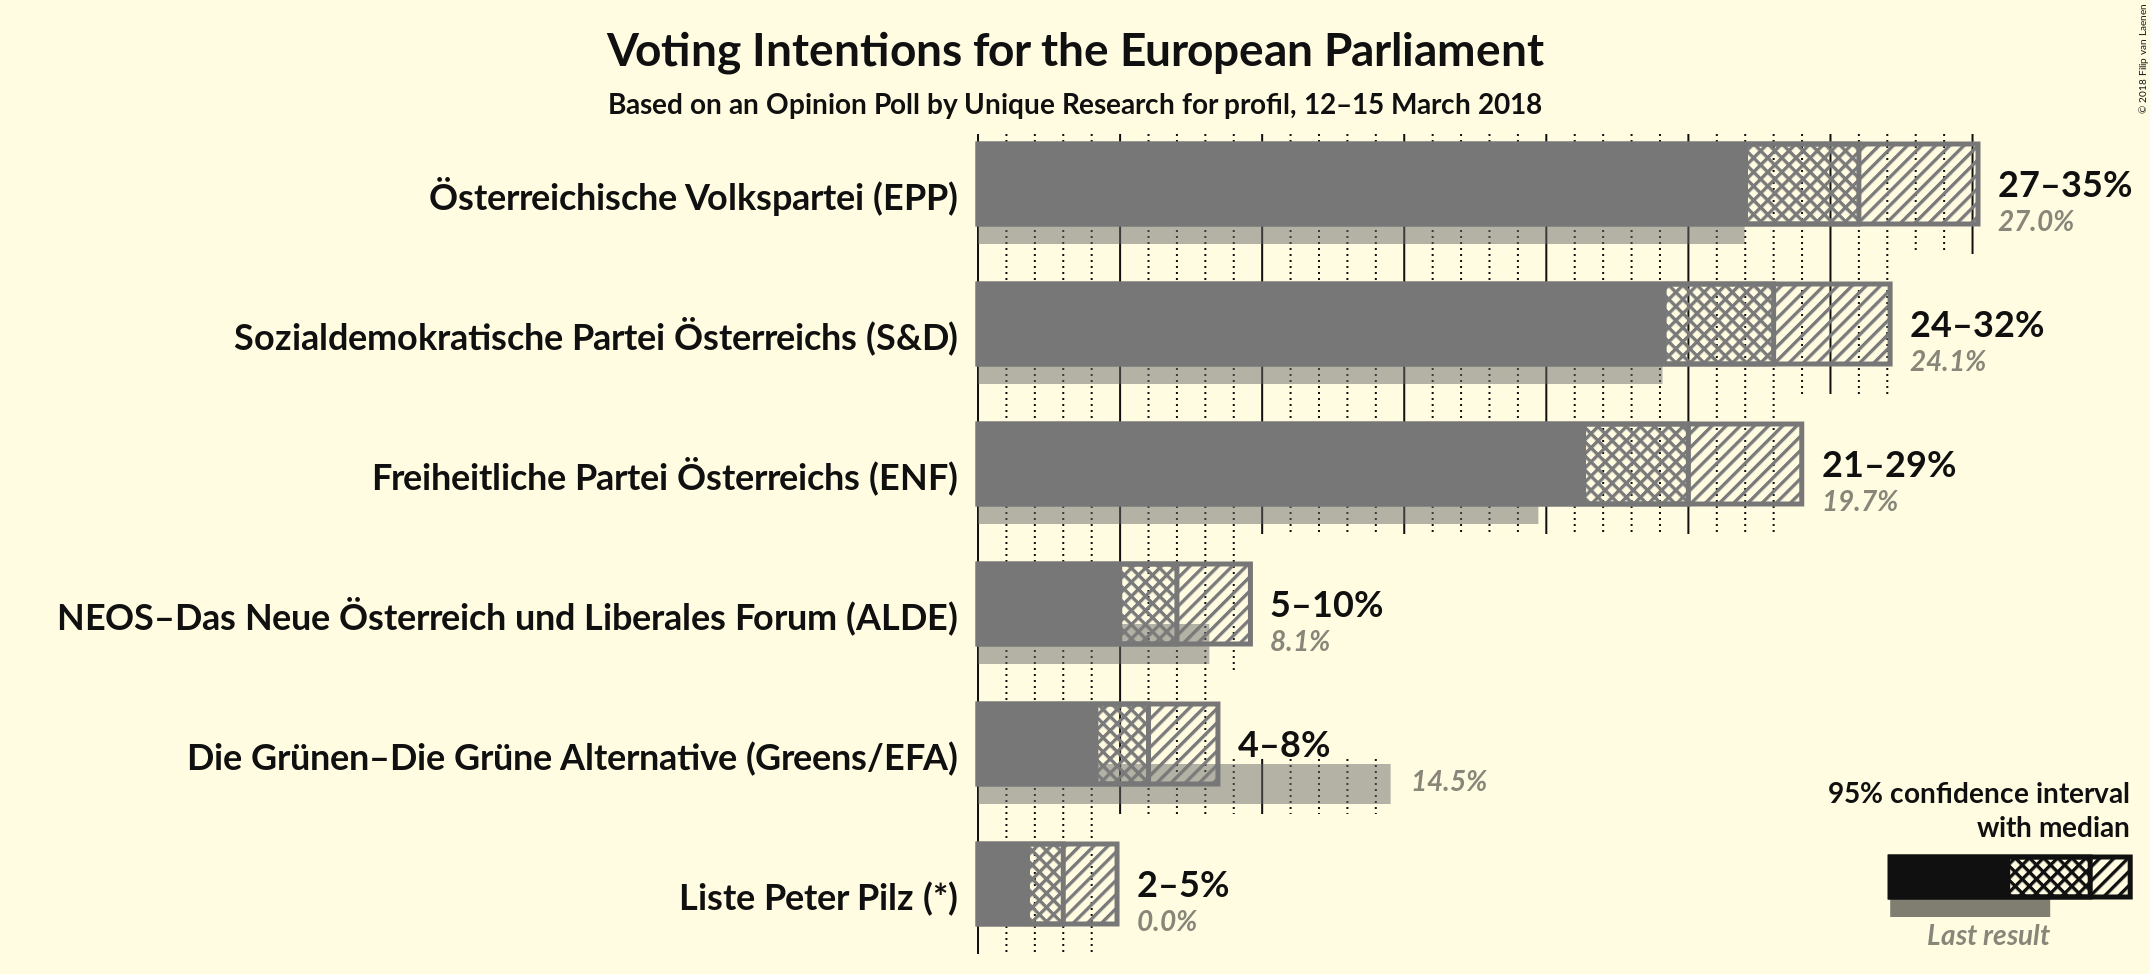 © 2018 Filip van Laenen
Voting Intentions for the European Parliament
Based on an Opinion Poll by Unique Research for profil, 12–15 March 2018
Österreichische Volkspartei (EPP)
27–35%
27.0%
Sozialdemokratische Partei Österreichs (S&D)
24–32%
24.1%
Freiheitliche Partei Österreichs (ENF)
21–29%
19.7%
NEOS–Das Neue Österreich und Liberales Forum (ALDE)
5–10%
8.1%
Die Grünen–Die Grüne Alternative (Greens/EFA)
4–8%
14.5%
Liste Peter Pilz (*)
2–5%
0.0%
95% confidence interval
with median
Last result